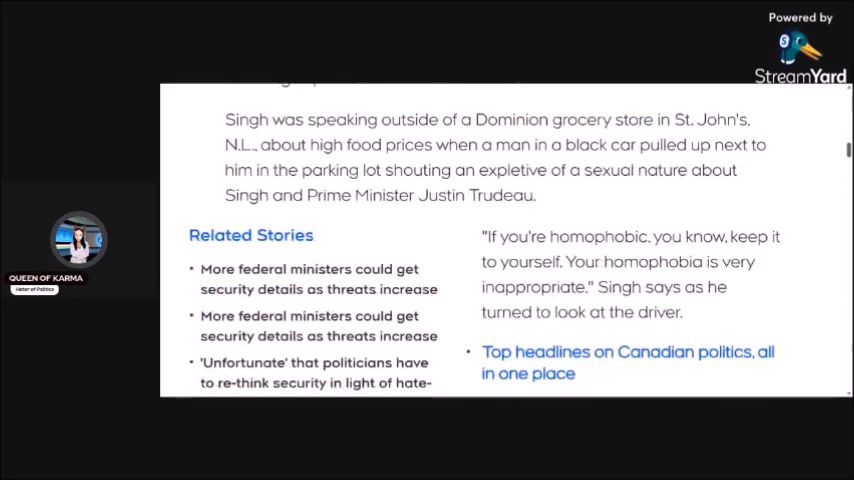 Powered by
StreamYard
Singh was speaking outside of a Dominion grocery store in St. John's,
N.L., about high food prices when a man in a black car pulled up next to
him in the parking lot shouting an expletive of a sexual nature about
Singh and Prime Minister Justin Trudeau.
Related Stories
• More federal ministers could get
security details as threats increase
• More federal ministers could get
security details as threats increase
• 'Unfortunate' that politicians have
to re-think security in light of hate-
"If you're homophobic, you know, keep it
to yourself. Your homophobia is very
inappropriate." Singh says as he
turned to look at the driver.
• Top headlines on Canadian politics, all
in one place
QUEEN OF KARMA
Hater of Politics